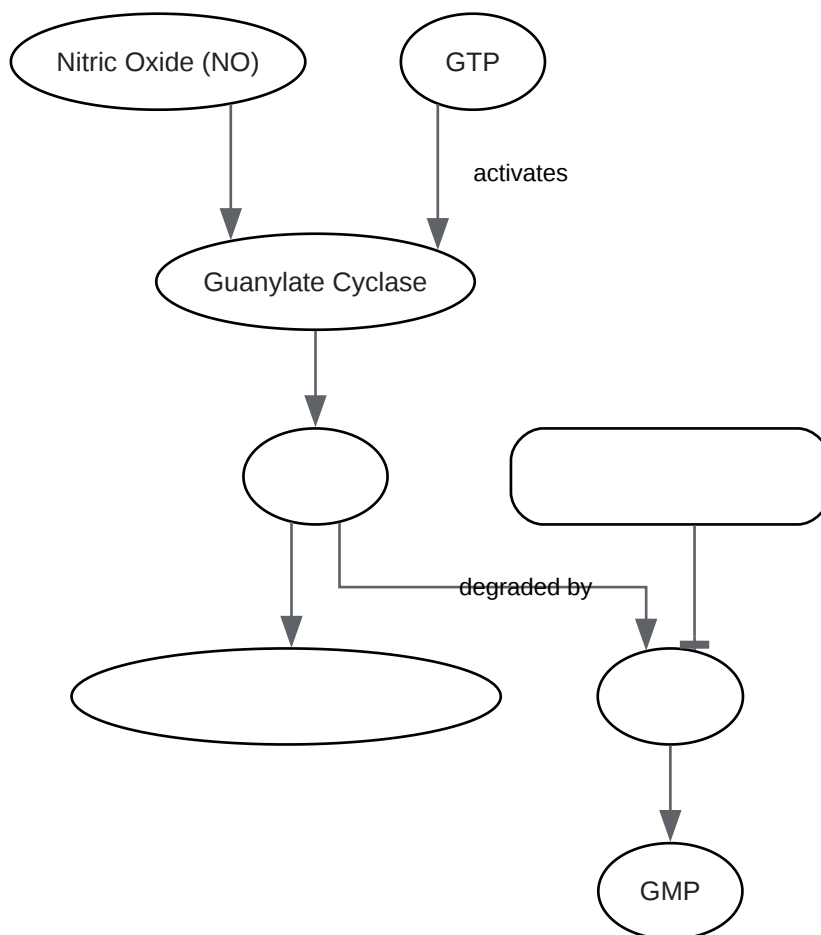 Nitric Oxide (NO)
GTP
activates
Guanylate Cyclase
degraded by
GMP